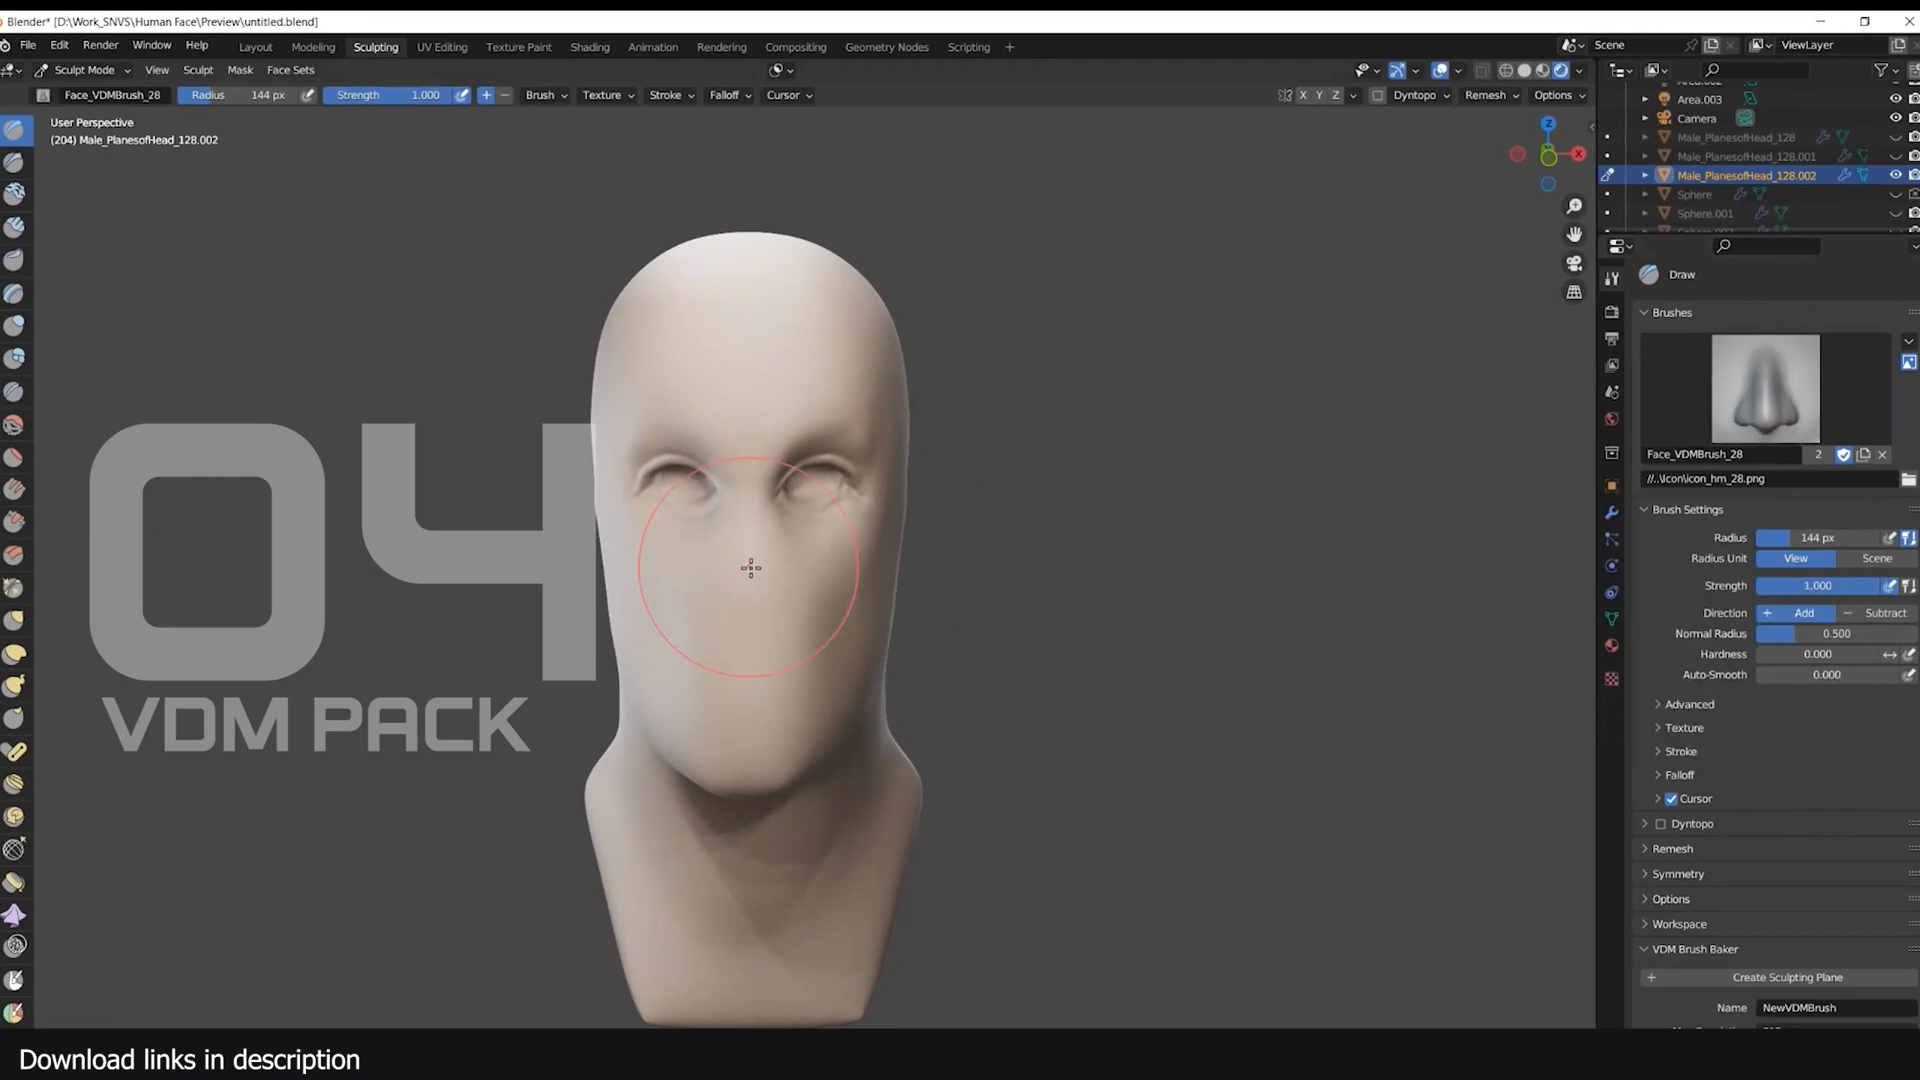 Blender* [D:\Work_SNVS\Human Face\Preview\untitled.blend]
File Edit Render Window Help Layout Modeling Sculpting UV Editing Texture Paint Shading Animation Rendering Compositing Geometry Nodes Scripting + Scene ViewLayer
Sculpt Mode View Sculpt Mask Face Sets
Face_VDMBrush_28 Radius 144 px Strength 1.000 + − Brush Texture Stroke Falloff Cursor X Y Z Dyntopo Remesh Options
User Perspective
(204) Male_PlanesofHead_128.002
Z
X
Area.003
Camera
Male_PlanesofHead_128
Male_PlanesofHead_128.001
Male_PlanesofHead_128.002
Sphere
Sphere.001
Draw
Brushes
Face_VDMBrush_28 2
//..\Icon\icon_hm_28.png
Brush Settings
Radius 144 px
Radius Unit View Scene
Strength 1.000
Direction + Add − Subtract
Normal Radius 0.500
Hardness 0.000
Auto-Smooth 0.000
Advanced
Texture
Stroke
Falloff
Cursor
Dyntopo
Remesh
Symmetry
Options
Workspace
VDM Brush Baker
+ Create Sculpting Plane
Name NewVDMBrush
04
VDM PACK
Download links in description